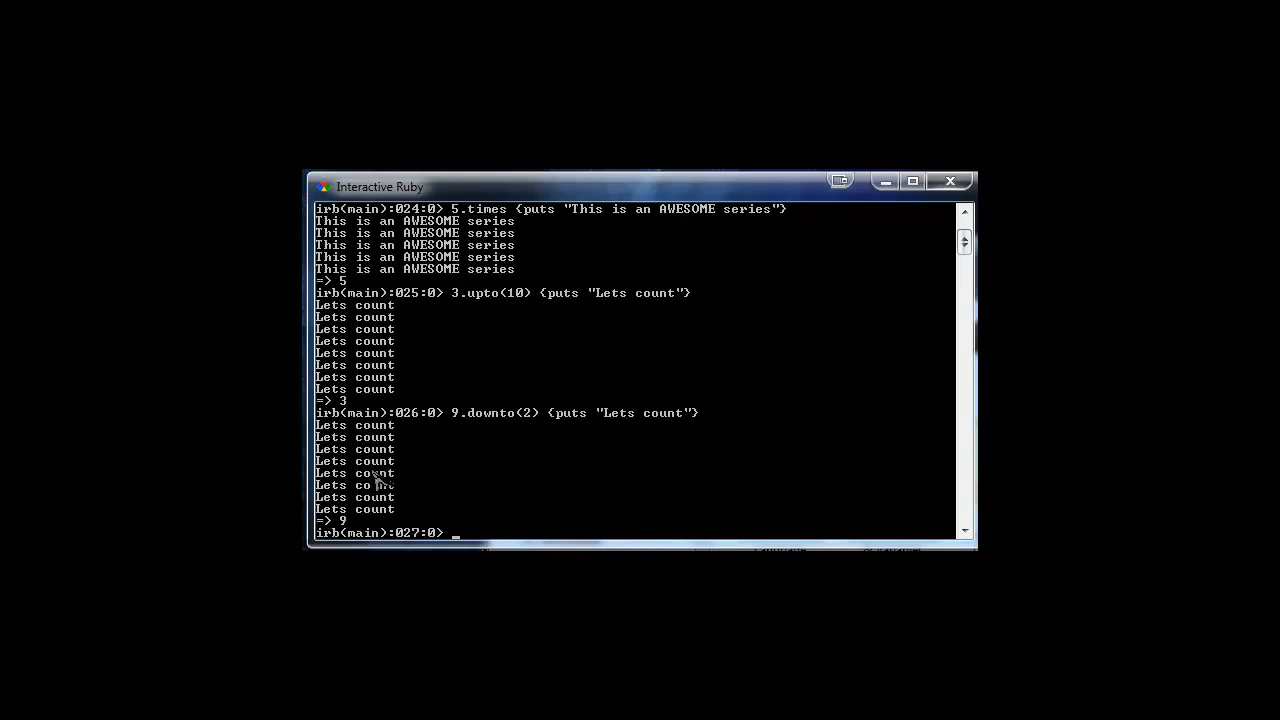 Interactive Ruby
irb(main):024:0> 5.times {puts "This is an AWESOME series"}
This is an AWESOME series
This is an AWESOME series
This is an AWESOME series
This is an AWESOME series
This is an AWESOME series
=> 5
irb(main):025:0> 3.upto(10) {puts "Lets count"}
Lets count
Lets count
Lets count
Lets count
Lets count
Lets count
Lets count
Lets count
=> 3
irb(main):026:0> 9.downto(2) {puts "Lets count"}
Lets count
Lets count
Lets count
Lets count
Lets count
Lets count
Lets count
Lets count
=> 9
irb(main):027:0> _